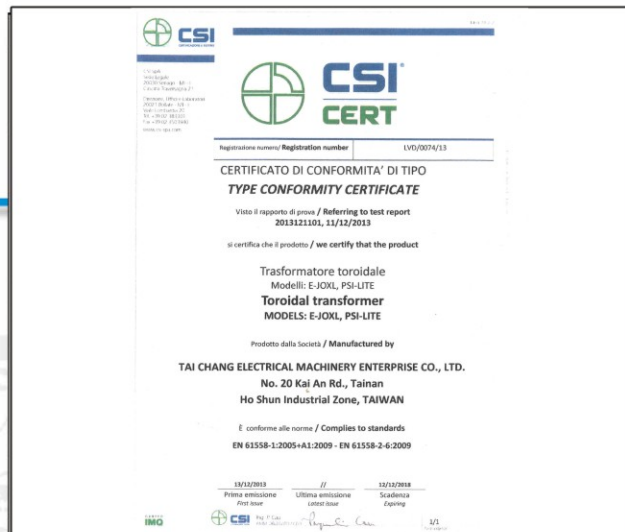 CSI
CSI
CERT
Registrazione numero/ Registration number
LVD/0074/13
CERTIFICATO DI CONFORMITA' DI TIPO
TYPE CONFORMITY CERTIFICATE
Visto il rapporto di prova / Referring to test report
2013121101, 11/12/2013
si certifica che il prodotto / we certify that the product
Trasformatore toroidale
Modelli: E-JOXL, PSI-LITE
Toroidal transformer
MODELS: E-JOXL, PSI-LITE
Prodotto dalla Società / Manufactured by
TAI CHANG ELECTRICAL MACHINERY ENTERPRISE CO., LTD.
No. 20 Kai An Rd., Tainan
Ho Shun Industrial Zone, TAIWAN
È conforme alle norme / Complies to standards
EN 61558-1:2005+A1:2009 - EN 61558-2-6:2009
13/12/2013 // 12/12/2018
Prima emissione Ultima emissione Scadenza
First issue Latest issue Expiring
IMQ
CSI
1/1